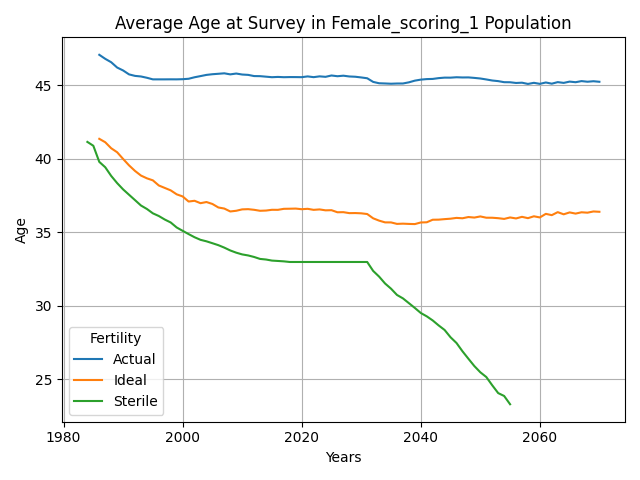 Average Age at Survey in Female_scoring_1 Population
45
40
35
30
25
Age
Fertility
Actual
Ideal
Sterile
1980
2000
2020
2040
2060
Years